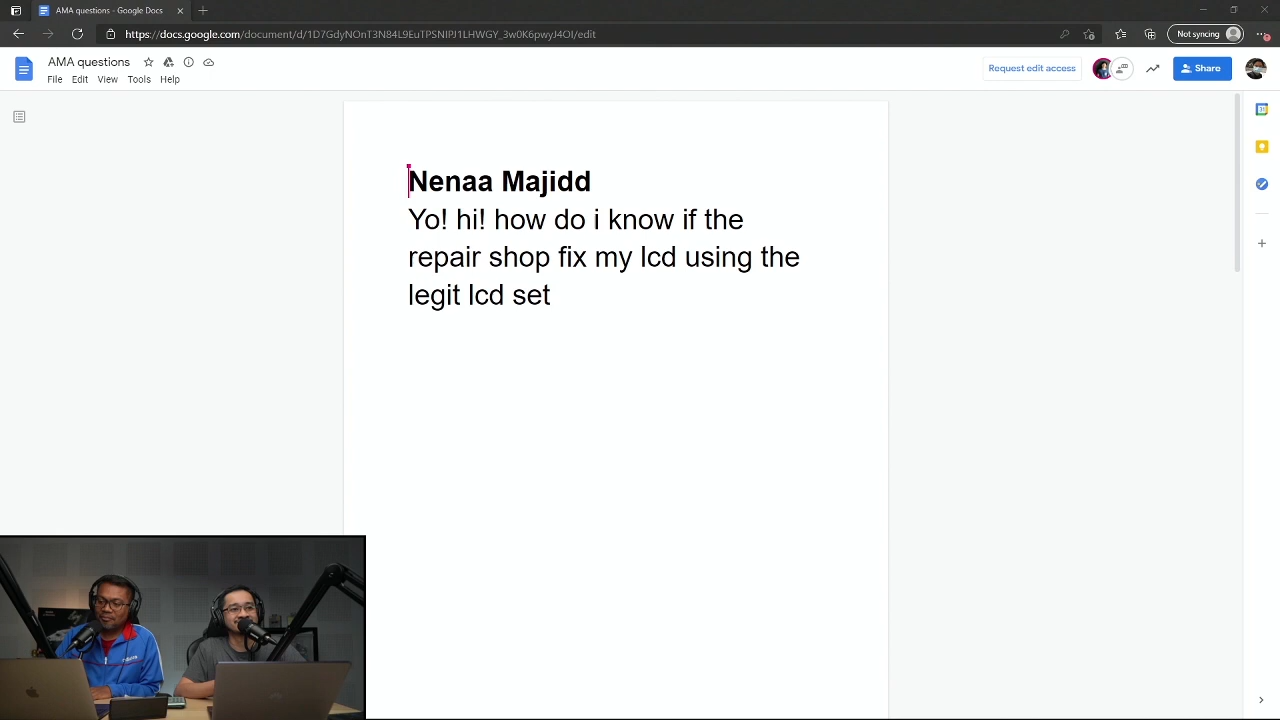 AMA questions - Google Docs
https://docs.google.com/document/d/1D7GdyNOnT3N84L9EuTPSNIPJ1LHWGY_3w0K6pwyJ4OI/edit
Not syncing
AMA questions
File Edit View Tools Help
Request edit access
Share
Nenaa Majidd
Yo! hi! how do i know if the
repair shop fix my lcd using the
legit lcd set